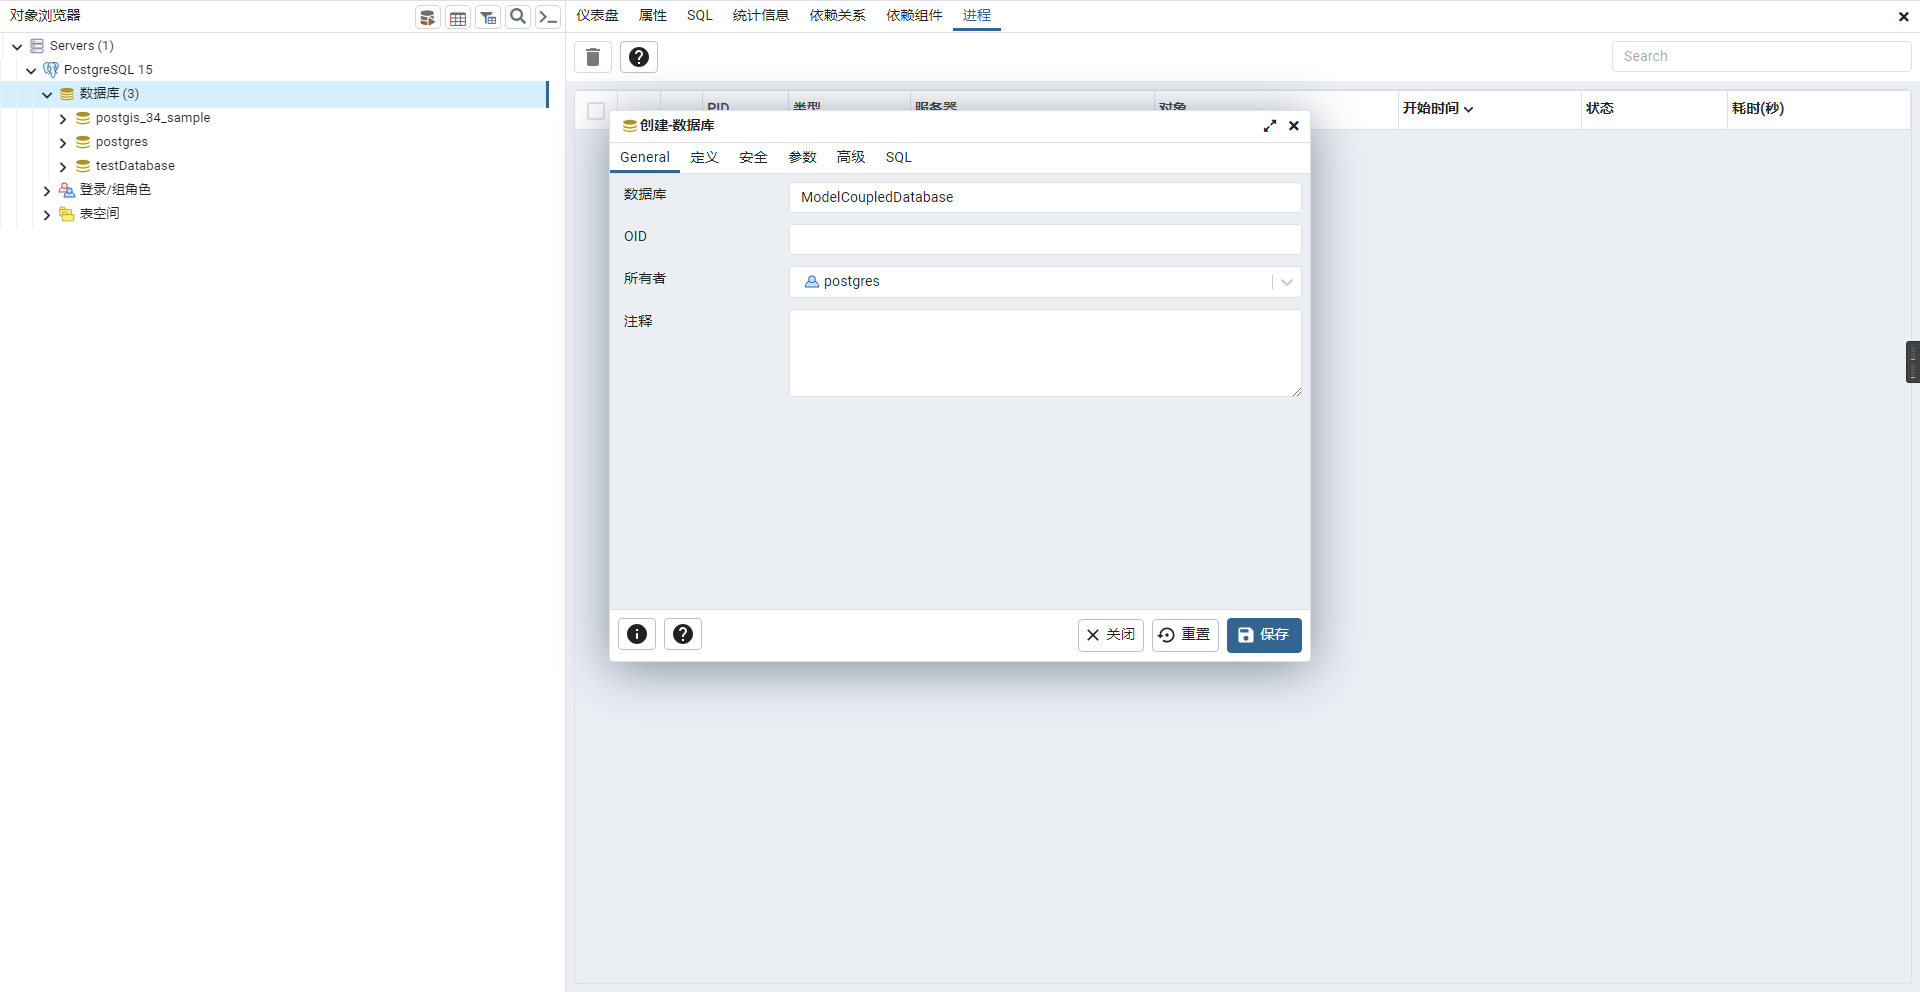 对象浏览器
仪表盘 属性 SQL 统计信息 依赖关系 依赖组件 进程
Servers (1)
PostgreSQL 15
数据库 (3)
postgis_34_sample
postgres
testDatabase
登录/组角色
表空间
Search
PID 类型 服务器 对象 开始时间 状态 耗时(秒)
创建-数据库
General 定义 安全 参数 高级 SQL
数据库 ModelCoupledDatabase
OID
所有者 postgres
注释
关闭 重置 保存